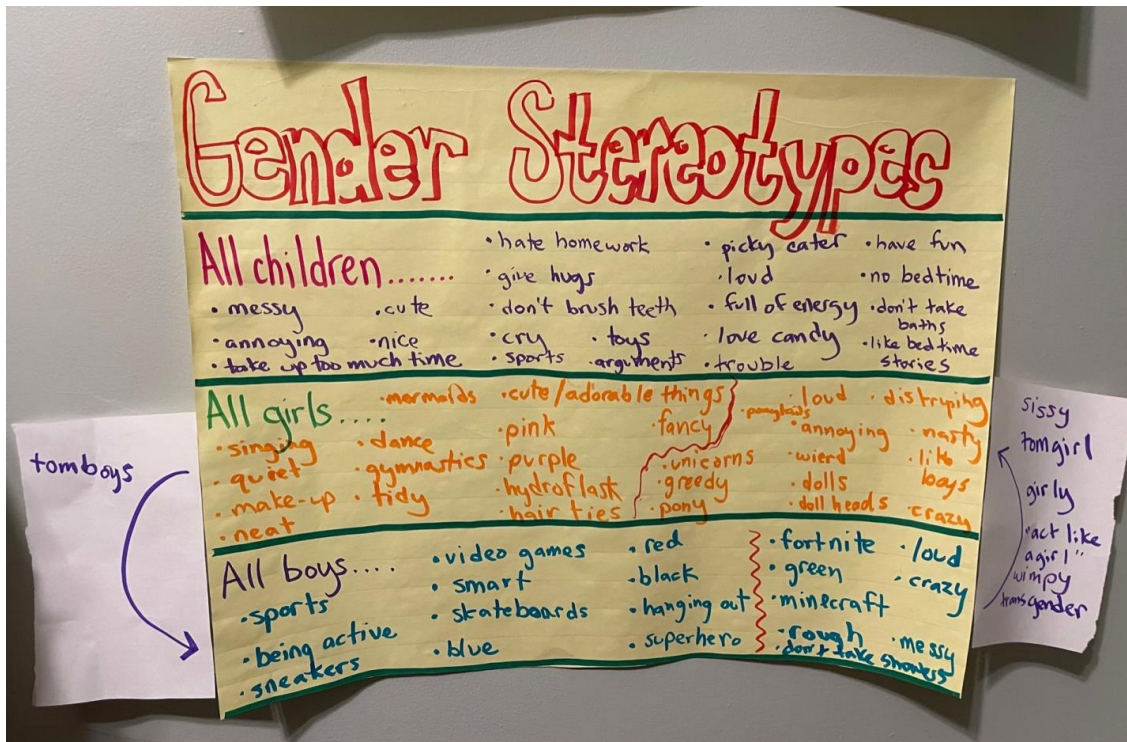 Gender Stereotypes
All children.......
• messy
• cute
• annoying
• nice
• take up too much time
• hate homework
• give hugs
• don't brush teeth
• cry
• toys
• sports
• arguments
• picky eater
• loud
• full of energy
• love candy
• trouble
• have fun
• no bedtime
• don't take
baths
• like bedtime
stories
All girls....
• singing
• quiet
• make-up
• neat
• mermaids
• dance
• gymnastics
• tidy
• cute/adorable things
• pink
• purple
• hydroflask
• hair ties
• fancy
• unicorns
• greedy
• pony
• ponytails
• loud
• annoying
• wierd
• dolls
• doll heads
• distryping
• nasty
• like
boys
• crazy
All boys....
• sports
• being active
• sneakers
• video games
• smart
• skateboards
• blue
• red
• black
• hanging out
• superhero
• fortnite
• green
• minecraft
• rough
• don't take showers
• loud
• crazy
• messy
tomboys
sissy
tomgirl
girly
"act like
a girl"
wimpy
transgender